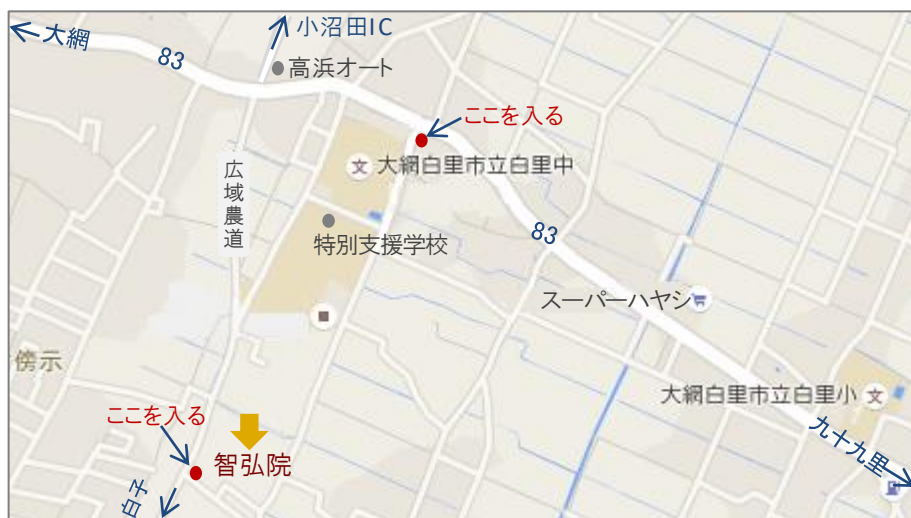 大網
83
小沼田IC
高浜オート
ここを入る
文 大網白里市立白里中
広域農道
特別支援学校
83
スーパーハヤシ
傍示
大網白里市立白里小 文
ここを入る
智弘院
九十九里
白子